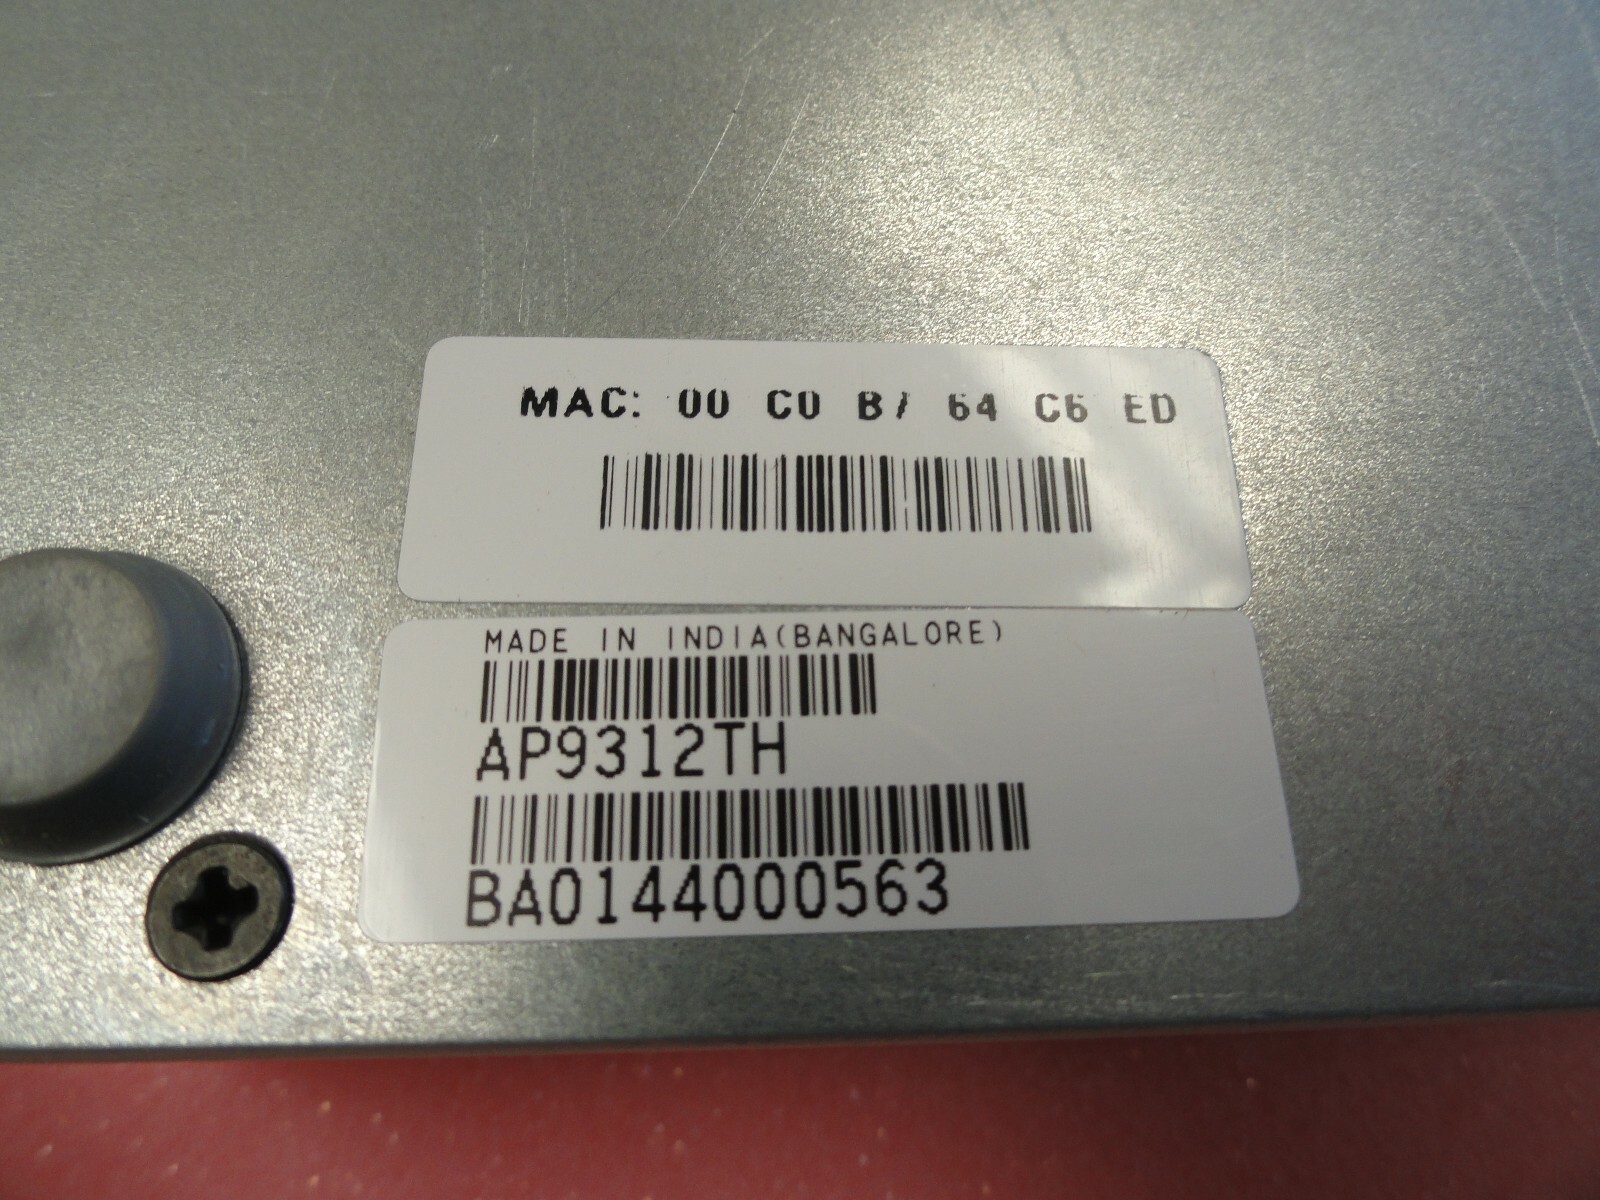 MAC: 00 C0 B7 64 C6 ED
MADE IN INDIA(BANGALORE)
AP9312TH
BA0144000563